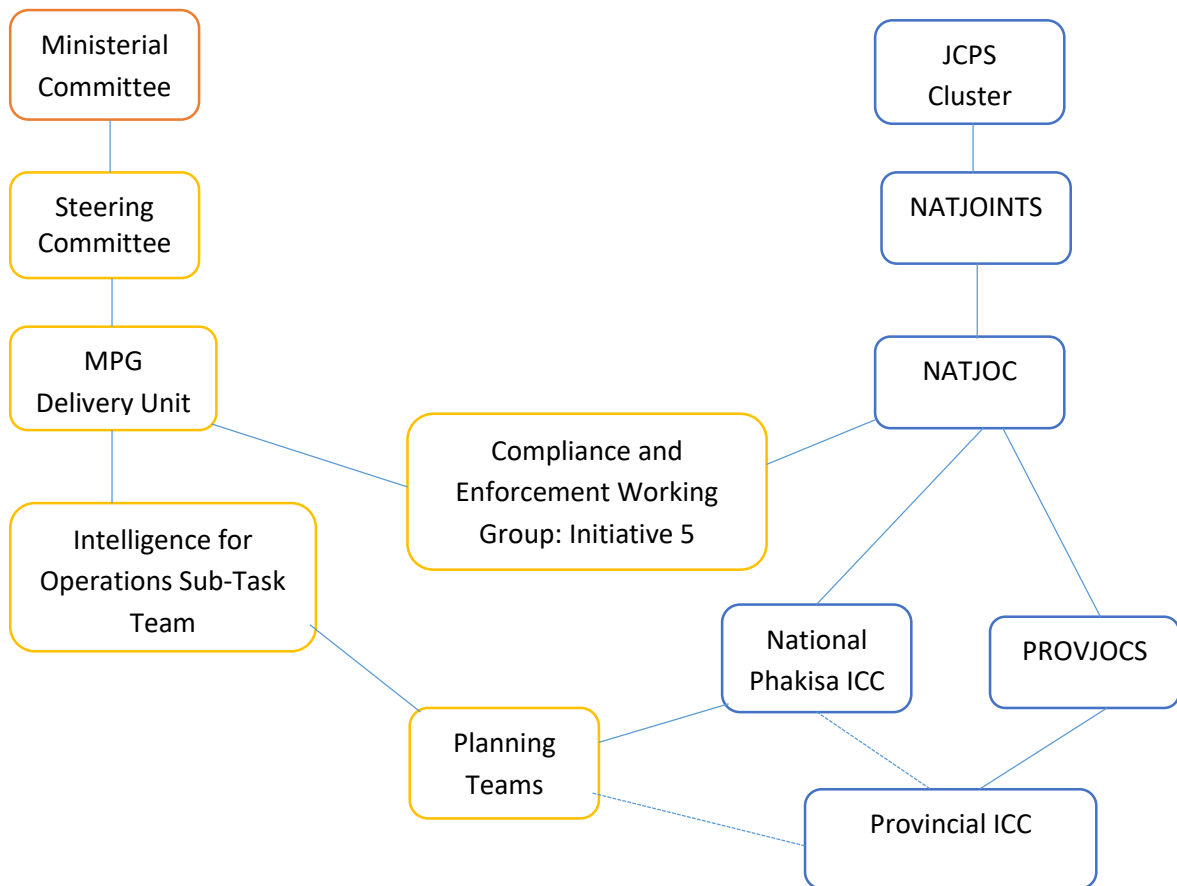 Ministerial
Committee
JCPS
Cluster
Steering
Committee
NATJOINTS
MPG
Delivery Unit
NATJOC
Compliance and
Enforcement Working
Group: Initiative 5
Intelligence for
Operations Sub-Task
Team
National
Phakisa ICC
PROVJOCS
Planning
Teams
Provincial ICC